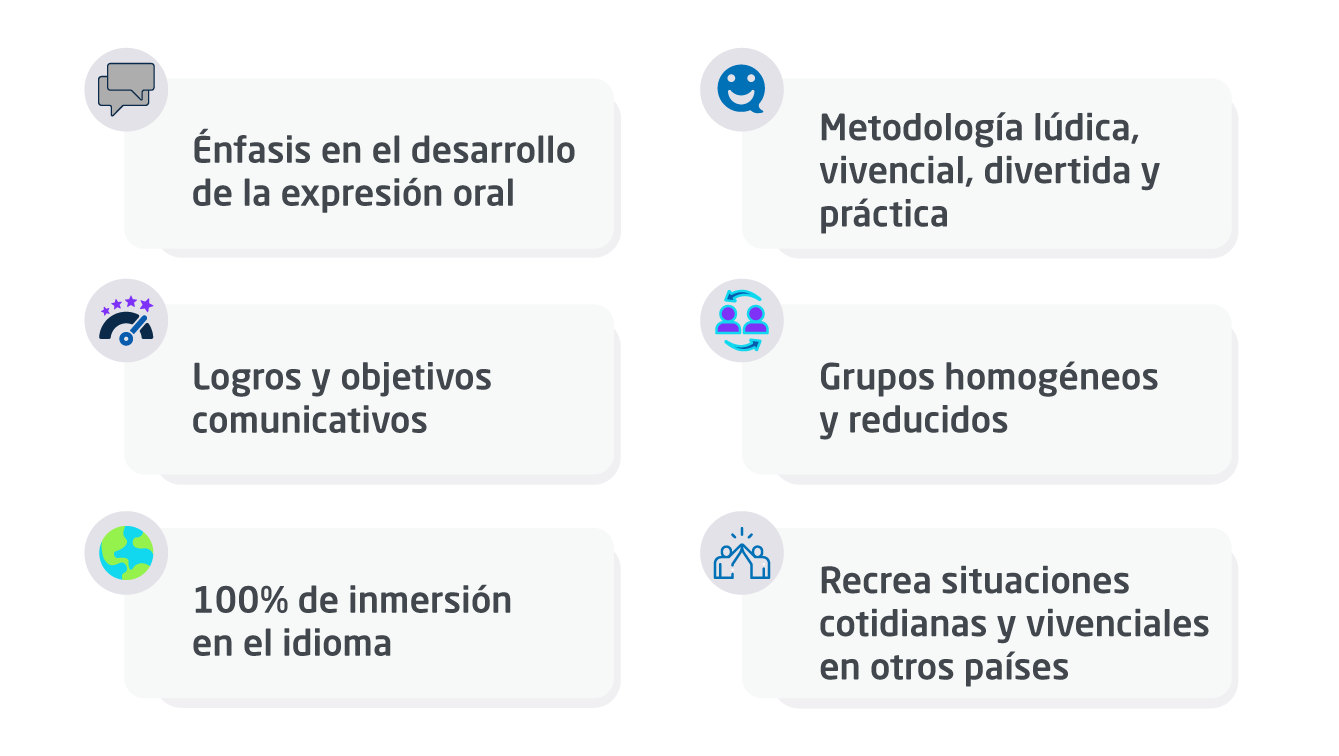 Énfasis en el desarrollo
de la expresión oral
Metodología lúdica,
vivencial, divertida y
práctica
Logros y objetivos
comunicativos
Grupos homogéneos
y reducidos
100% de inmersión
en el idioma
Recrea situaciones
cotidianas y vivenciales
en otros países